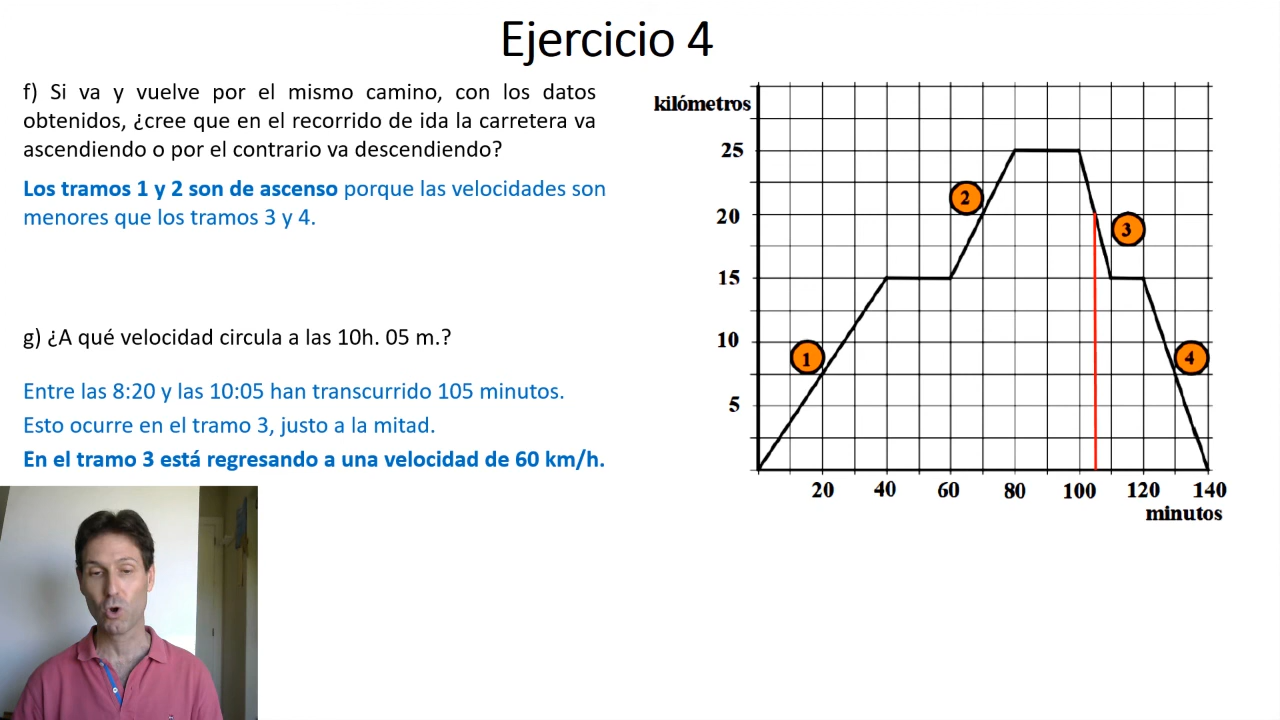 Ejercicio 4
f) Si va y vuelve por el mismo camino, con los datos
obtenidos, ¿cree que en el recorrido de ida la carretera va
ascendiendo o por el contrario va descendiendo?
Los tramos 1 y 2 son de ascenso porque las velocidades son
menores que los tramos 3 y 4.
g) ¿A qué velocidad circula a las 10h. 05 m.?
Entre las 8:20 y las 10:05 han transcurrido 105 minutos.
Esto ocurre en el tramo 3, justo a la mitad.
En el tramo 3 está regresando a una velocidad de 60 km/h.
kilómetros
25
20
15
10
5
2
3
1
4
20 40 60 80 100 120 140
minutos